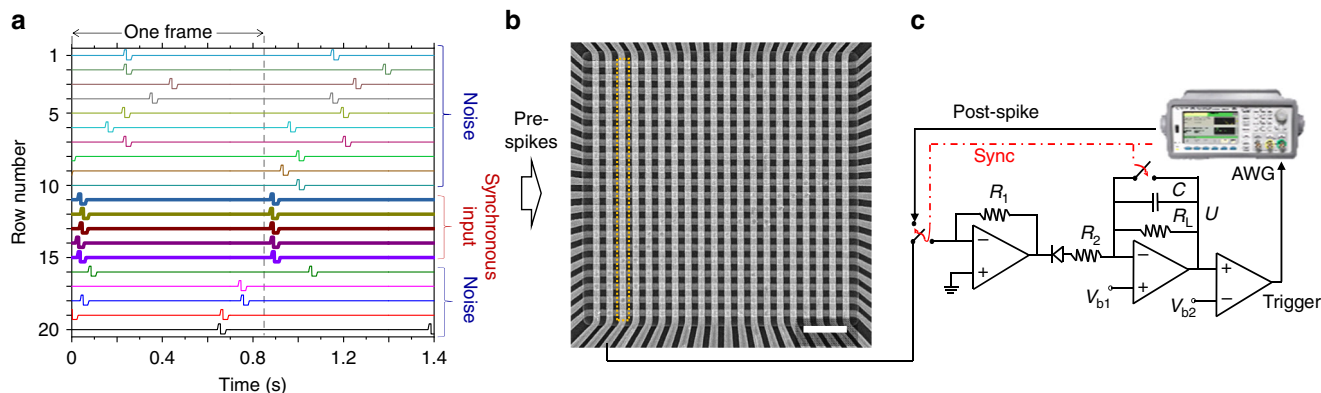 a
One frame
1
5
6
10
15
20
Row number
0
0.4
0.8
1.2
1.4
Time (s)
Noise
Synchronous
input
Noise
Pre-
spikes
b
c
Post-spike
Sync
AWG
R1
R2
C
RL
U
Vb1
Vb2
Trigger